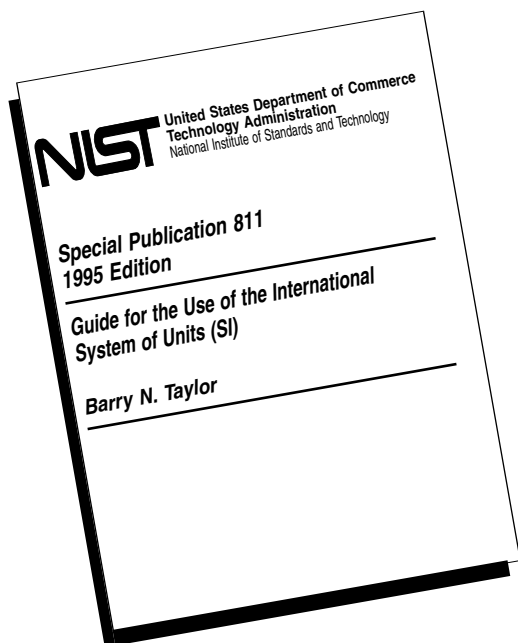 NIST
United States Department of Commerce
Technology Administration
National Institute of Standards and Technology
Special Publication 811
1995 Edition
Guide for the Use of the International
System of Units (SI)
Barry N. Taylor